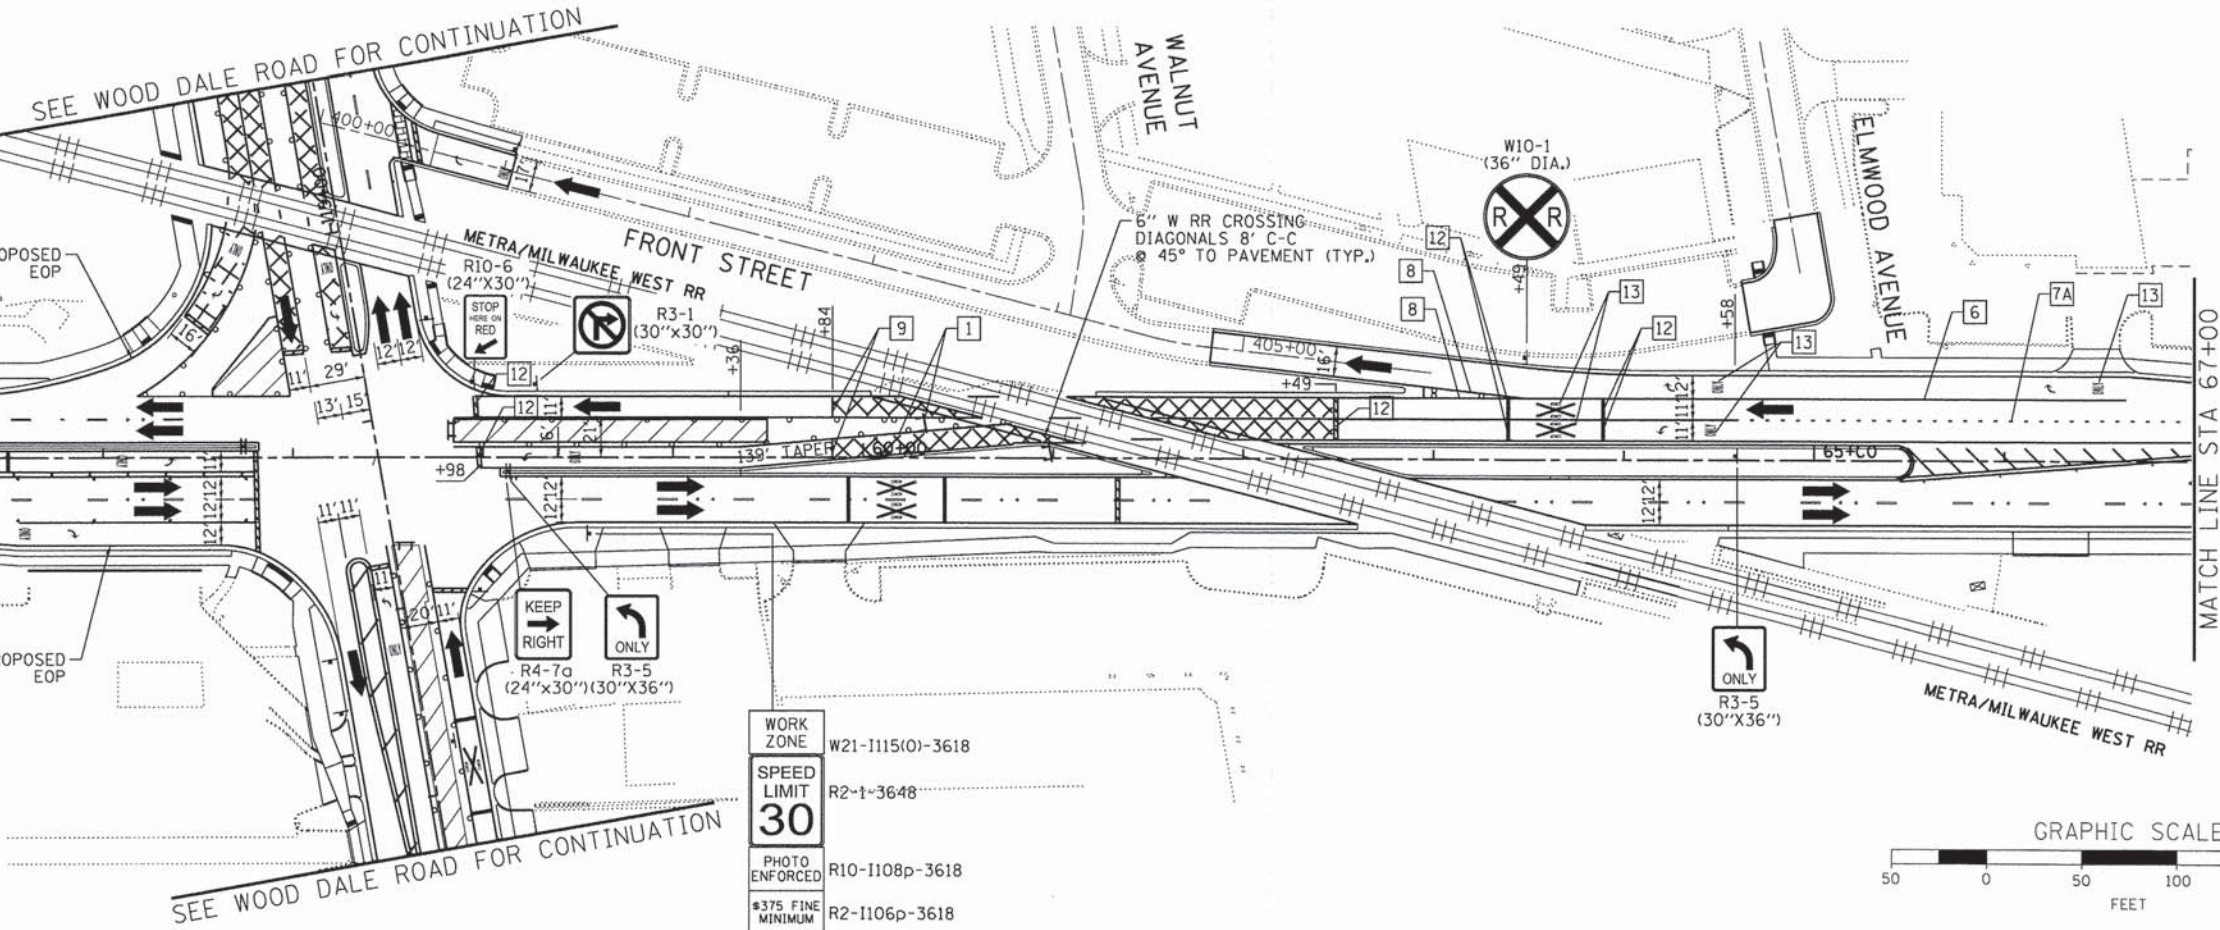 SEE WOOD DALE ROAD FOR CONTINUATION
WALNUT
AVENUE
ELMWOOD AVENUE
W10-1
(36" DIA.)
R R
400+00
17'
OPOSED
EOP
METRA/MILWAUKEE WEST RR
FRONT STREET
6" W RR CROSSING
DIAGONALS 8' C-C
@ 45° TO PAVEMENT (TYP.)
12
8
8
13
12
+49
+58
7A
13
6
13
R10-6
(24"X30")
STOP
HERE ON
RED
R3-1
(30"x30")
+84
+36
9
1
405+00
16'
+49
12
16'
12' 12'
11'
29'
13' 15'
12
12
11'
6'
21'
+98
139' TAPER
60+00
12'
11'
11'
65+00
MATCH LINE STA 67+00
11'
12'
12'
12'
12'
12'
12'
12'
11' 11'
11'
20' 11'
ONLY
OPOSED
EOP
KEEP
RIGHT
R4-7a
(24"x30")
ONLY
R3-5
(30"X36")
ONLY
R3-5
(30"X36")
METRA/MILWAUKEE WEST RR
WORK
ZONE
W21-I115(O)-3618
SPEED
LIMIT
30
R2-1-3648
PHOTO
ENFORCED
R10-I108p-3618
$375 FINE
MINIMUM
R2-I106p-3618
SEE WOOD DALE ROAD FOR CONTINUATION
GRAPHIC SCALE
50 0 50 100
FEET